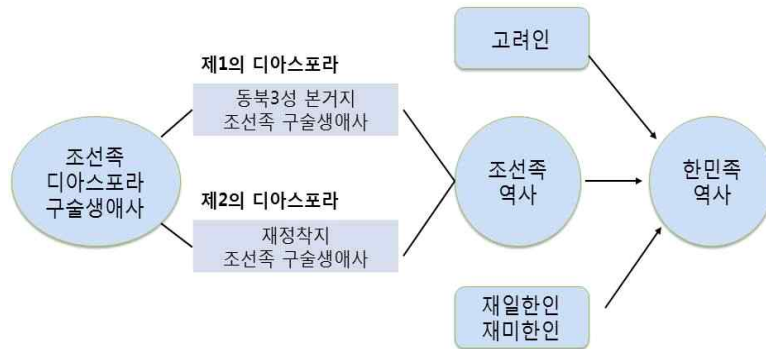 고려인
제1의 디아스포라
동북3성 본거지
조선족 구술생애사
조선족
디아스포라
구술생애사
조선족
역사
한민족
역사
제2의 디아스포라
재정착지
조선족 구술생애사
재일한인
재미한인